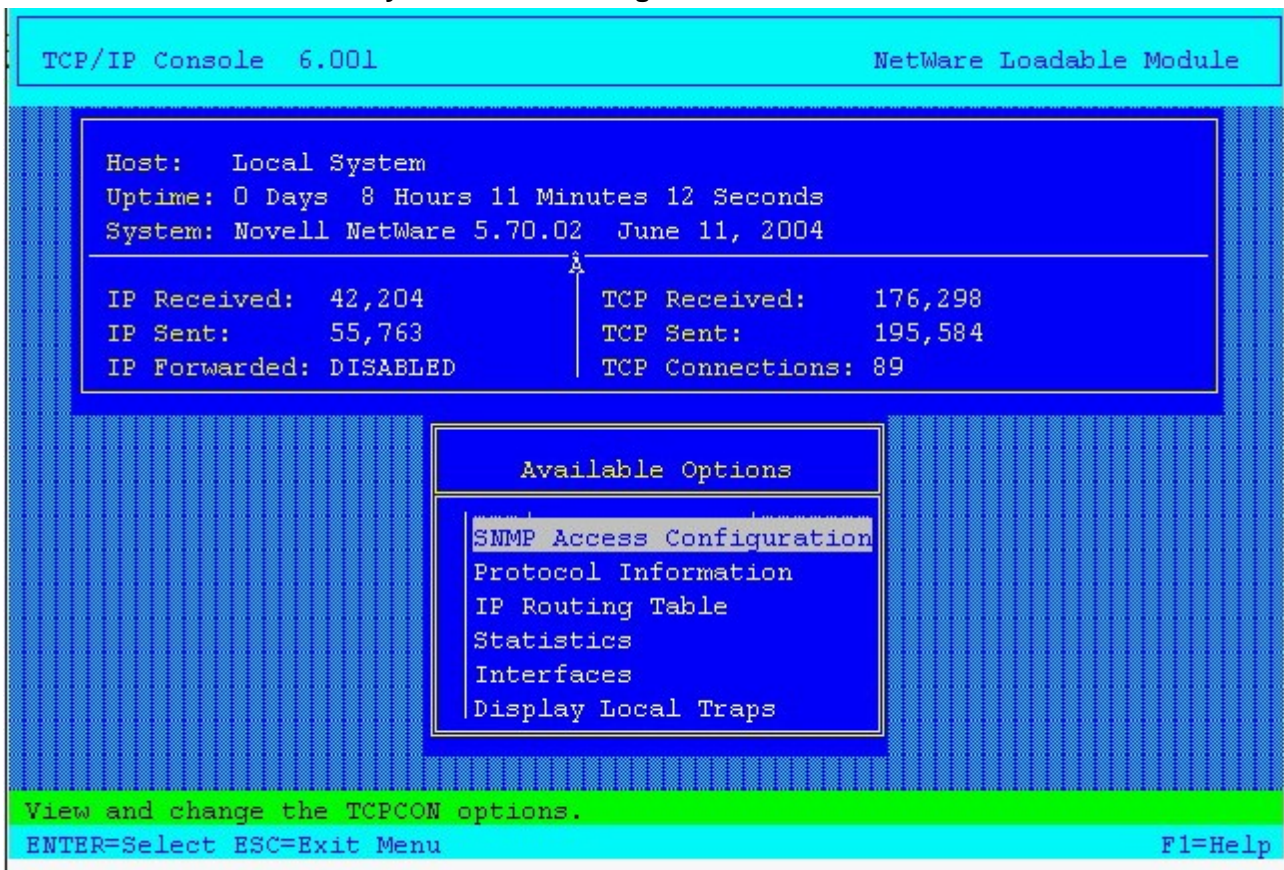 TCP/IP Console 6.00l NetWare Loadable Module
Host: Local System
Uptime: 0 Days 8 Hours 11 Minutes 12 Seconds
System: Novell NetWare 5.70.02 June 11, 2004
Â
IP Received: 42,204 TCP Received: 176,298
IP Sent: 55,763 TCP Sent: 195,584
IP Forwarded: DISABLED TCP Connections: 89
Available Options
SNMP Access Configuration
Protocol Information
IP Routing Table
Statistics
Interfaces
Display Local Traps
View and change the TCPCON options.
ENTER=Select ESC=Exit Menu F1=Help